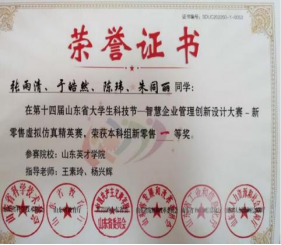 荣誉证书
张雨清、于皓然、陈玮、朱同丽 同学:
在第十四届山东省大学生科技节—智慧企业管理创新设计大赛 - 新
零售虚拟仿真精英赛,荣获本科组新零售 一 等奖。
参赛院校:山东英才学院
指导老师:王素玲、杨兴辉